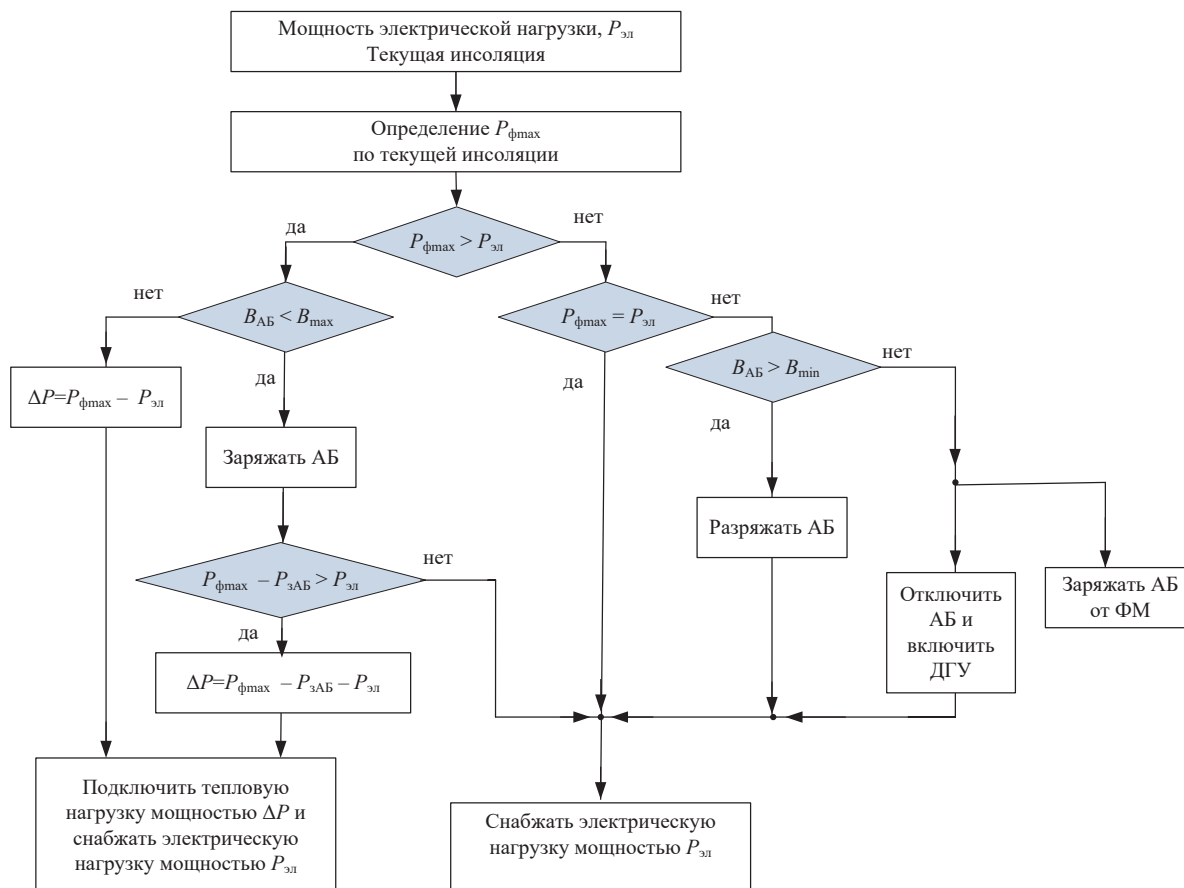 Мощность электрической нагрузки, Pэл
Текущая инсоляция
Определение Pфmax
по текущей инсоляции
да
нет
Pфmax > Pэл
нет
BАБ < Bmax
Pфmax = Pэл
нет
да
ΔP=Pфmax – Pэл
да
BАБ > Bmin
нет
да
Заряжать АБ
Разряжать АБ
Pфmax – PзАБ > Pэл
нет
Отключить
АБ и
включить
ДГУ
Заряжать АБ
от ФМ
да
ΔP=Pфmax – PзАБ – Pэл
Подключить тепловую
нагрузку мощностью ΔP и
снабжать электрическую
нагрузку мощностью Pэл
Снабжать электрическую
нагрузку мощностью Pэл